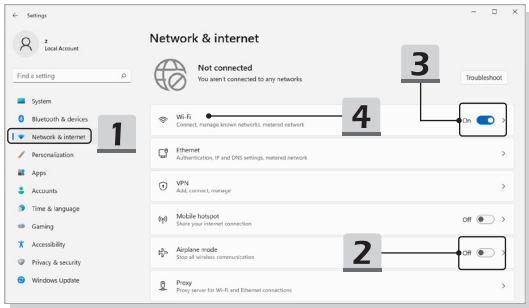 Settings
z
Local Account
Find a setting
System
Bluetooth & devices
Network & internet
Personalization
Apps
Accounts
Time & language
Gaming
Accessibility
Privacy & security
Windows Update
1
Network & internet
Not connected
You aren't connected to any networks
Troubleshoot
3
Wi-Fi
Connect, manage known networks, metered network
4
On
Ethernet
Authentication, IP and DNS settings, metered network
VPN
Add, connect, manage
Mobile hotspot
Share your internet connection
Off
Airplane mode
Stop all wireless communication
2
Off
Proxy
Proxy server for Wi-Fi and Ethernet connections